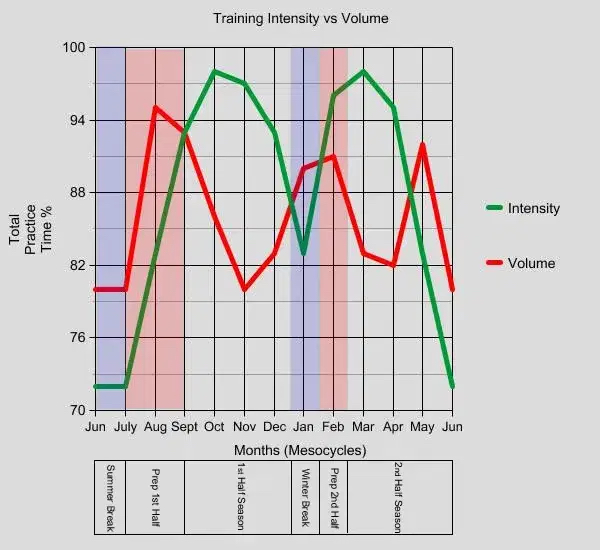 Training Intensity vs Volume
100
94
88
82
76
70
Total
Practice
Time %
Intensity
Volume
Jun July Aug Sept Oct Nov Dec Jan Feb Mar Apr May Jun
Months (Mesocycles)
Summer Break
Prep 1st Half
1st Half Season
Winter Break
Prep 2nd Half
2nd Half Season